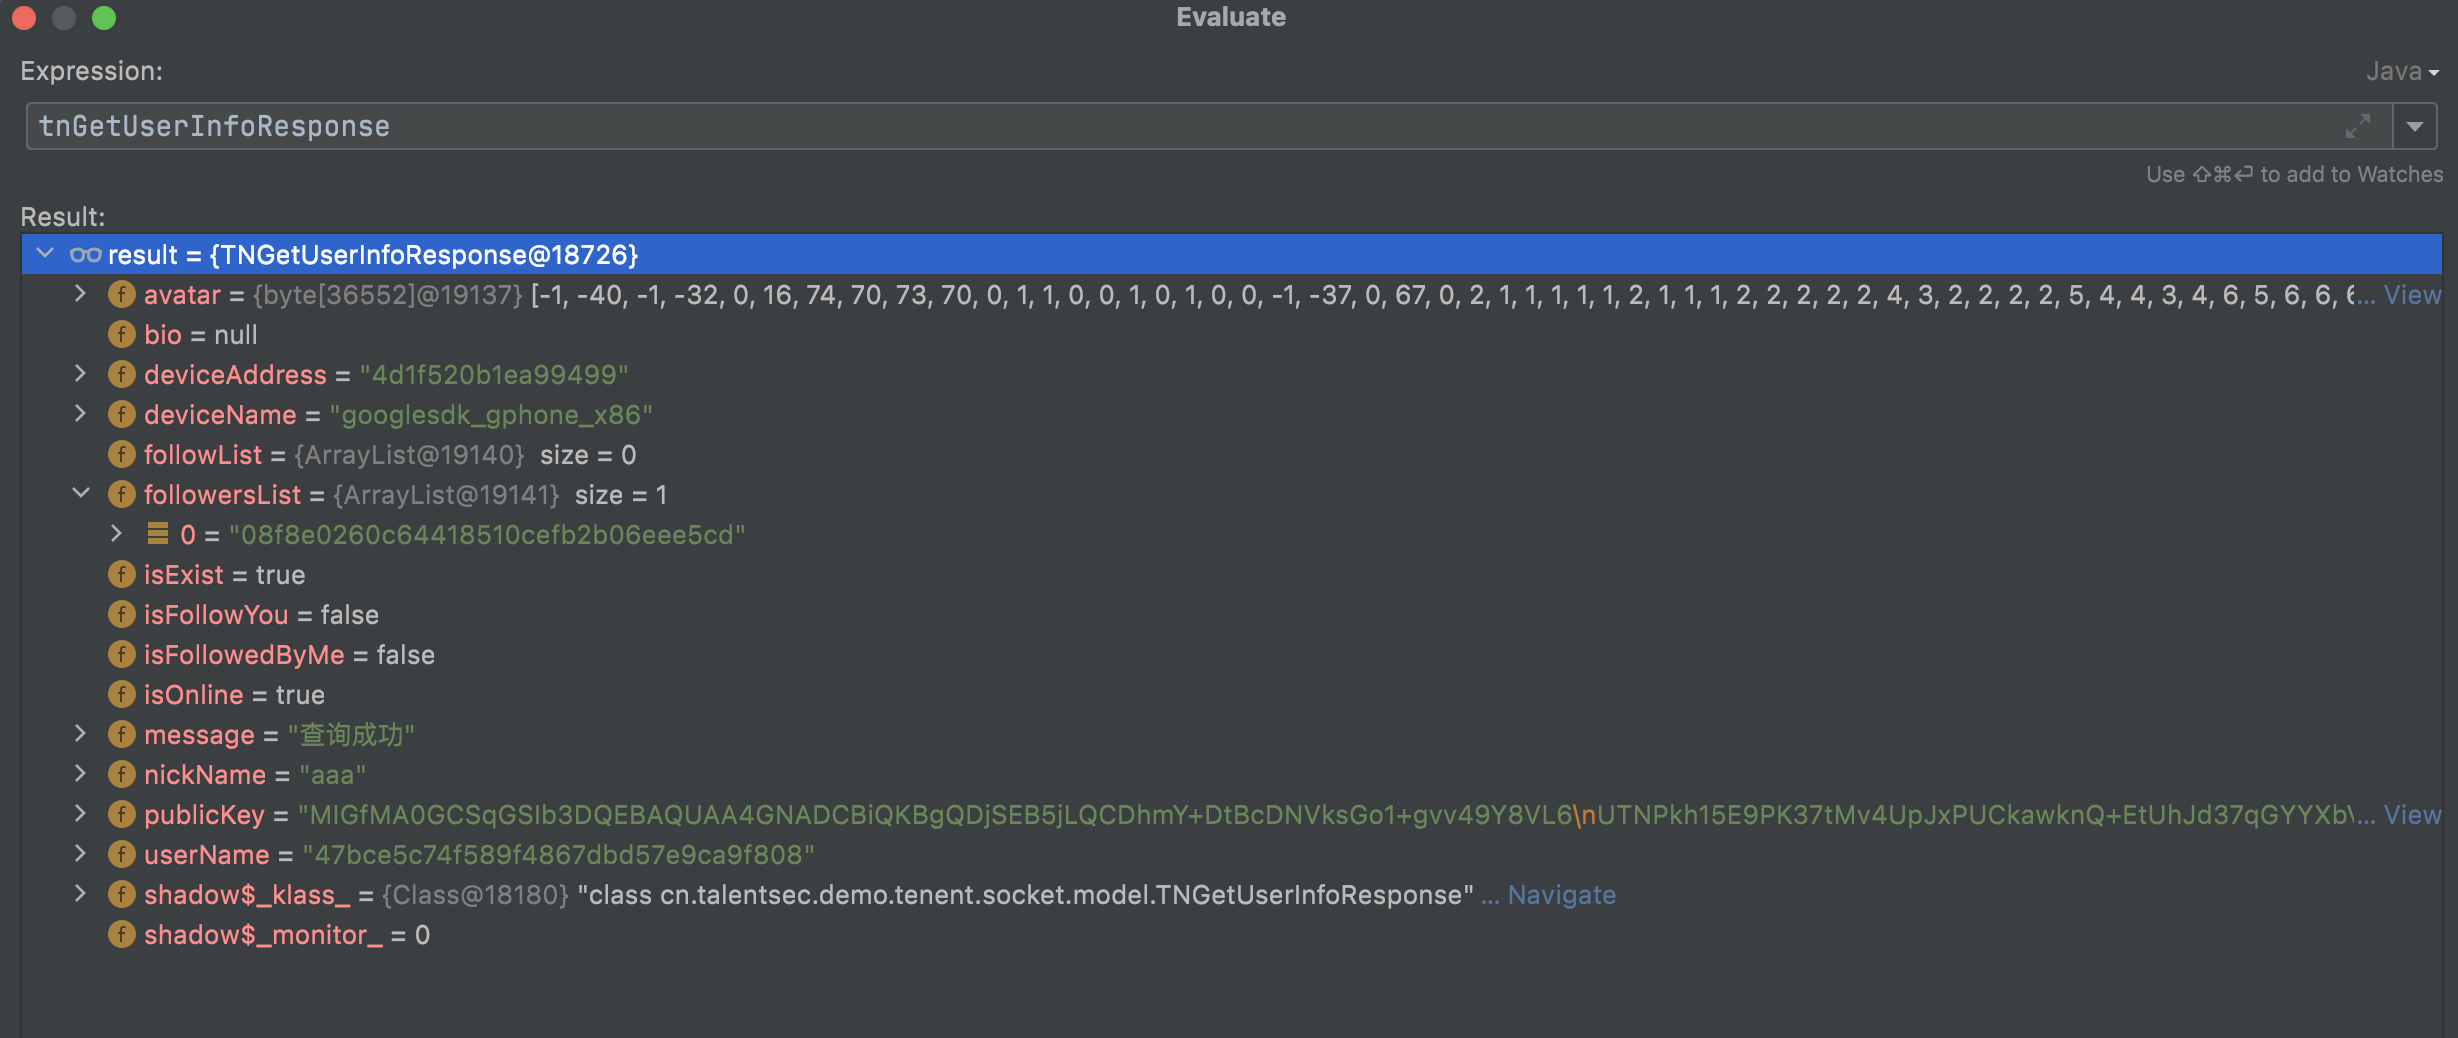 Evaluate
Expression:
Java
tnGetUserInfoResponse
Use ⇧⌘⏎ to add to Watches
Result:
result = {TNGetUserInfoResponse@18726}
avatar = {byte[36552]@19137} [-1, -40, -1, -32, 0, 16, 74, 70, 73, 70, 0, 1, 1, 0, 0, 1, 0, 1, 0, 0, -1, -37, 0, 67, 0, 2, 1, 1, 1, 1, 1, 2, 1, 1, 1, 2, 2, 2, 2, 2, 4, 3, 2, 2, 2, 2, 5, 4, 4, 3, 4, 6, 5, 6, 6, 6... View
bio = null
deviceAddress = "4d1f520b1ea99499"
deviceName = "googlesdk_gphone_x86"
followList = {ArrayList@19140} size = 0
followersList = {ArrayList@19141} size = 1
0 = "08f8e0260c64418510cefb2b06eee5cd"
isExist = true
isFollowYou = false
isFollowedByMe = false
isOnline = true
message = "查询成功"
nickName = "aaa"
publicKey = "MIGfMA0GCSqGSIb3DQEBAQUAA4GNADCBiQKBgQDjSEB5jLQCDhmY+DtBcDNVksGo1+gvv49Y8VL6\nUTNPkh15E9PK37tMv4UpJxPUCkawknQ+EtUhJd37qGYYXbV... View
userName = "47bce5c74f589f4867dbd57e9ca9f808"
shadow$_klass_ = {Class@18180} "class cn.talentsec.demo.tenent.socket.model.TNGetUserInfoResponse" ... Navigate
shadow$_monitor_ = 0